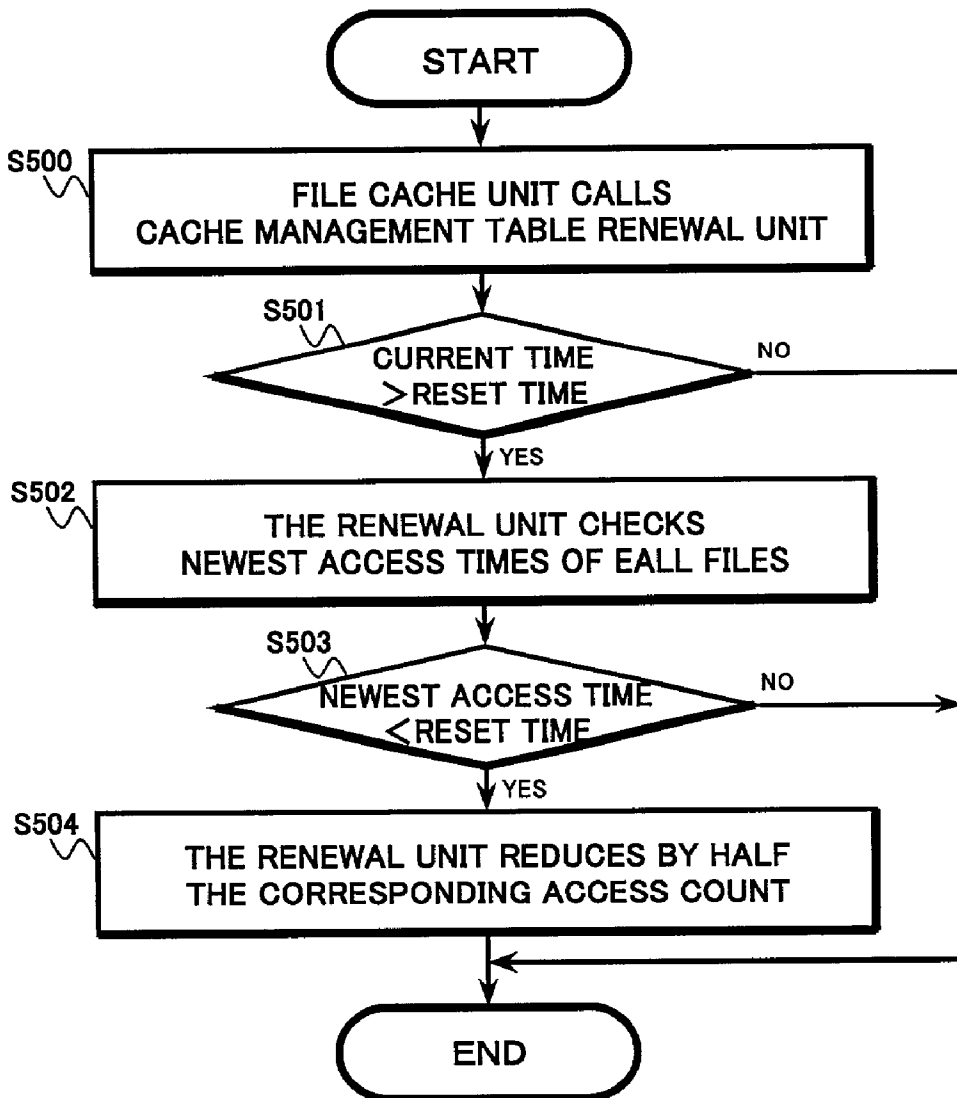 START
S500
FILE CACHE UNIT CALLS
CACHE MANAGEMENT TABLE RENEWAL UNIT
S501
CURRENT TIME
>RESET TIME
NO
YES
S502
THE RENEWAL UNIT CHECKS
NEWEST ACCESS TIMES OF EALL FILES
S503
NEWEST ACCESS TIME
<RESET TIME
NO
YES
S504
THE RENEWAL UNIT REDUCES BY HALF
THE CORRESPONDING ACCESS COUNT
END